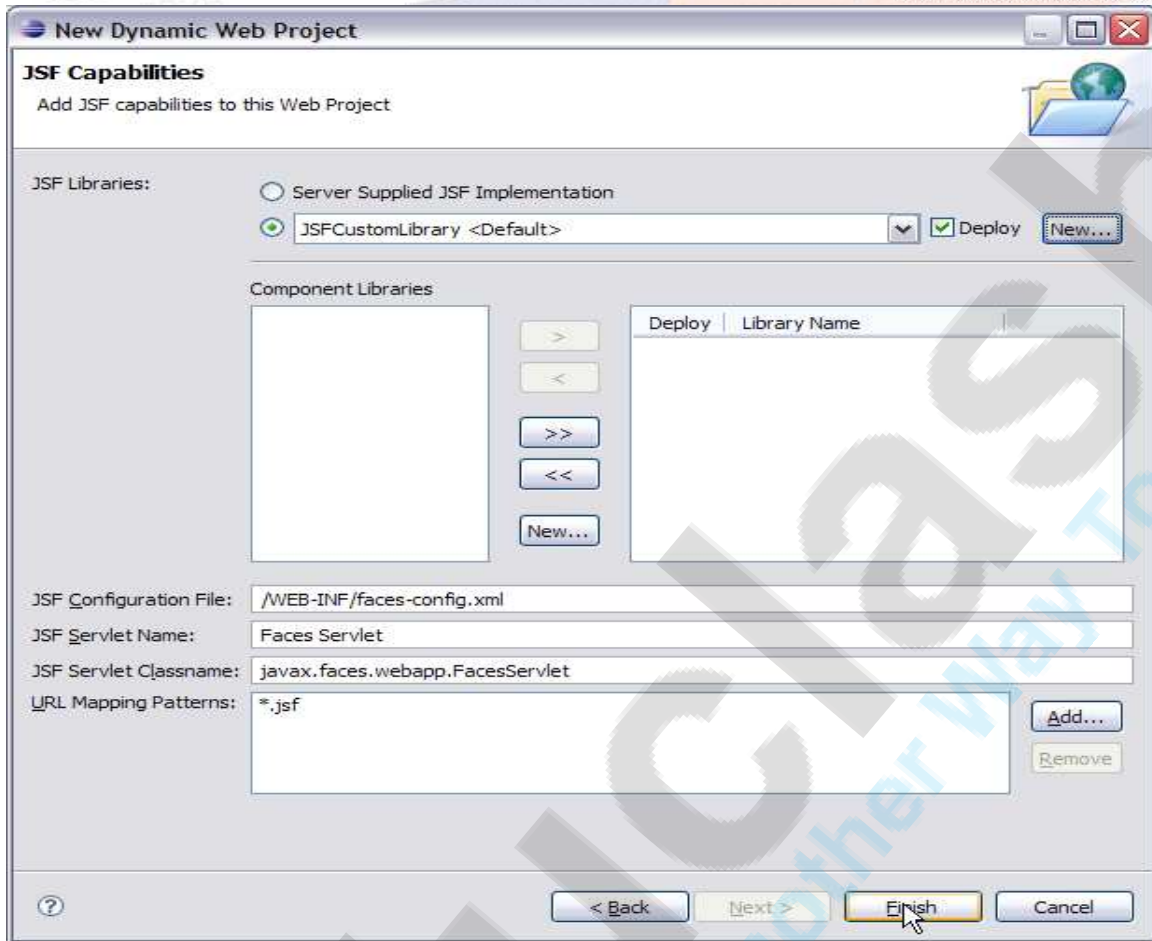 New Dynamic Web Project
JSF Capabilities
Add JSF capabilities to this Web Project
JSF Libraries:
Server Supplied JSF Implementation
JSFCustomLibrary <Default>
Deploy
New...
Component Libraries
Deploy
Library Name
>
<
>>
<<
New...
JSF Configuration File:
/WEB-INF/faces-config.xml
JSF Servlet Name:
Faces Servlet
JSF Servlet Classname:
javax.faces.webapp.FacesServlet
URL Mapping Patterns:
*.jsf
Add...
Remove
?
< Back
Next >
Finish
Cancel